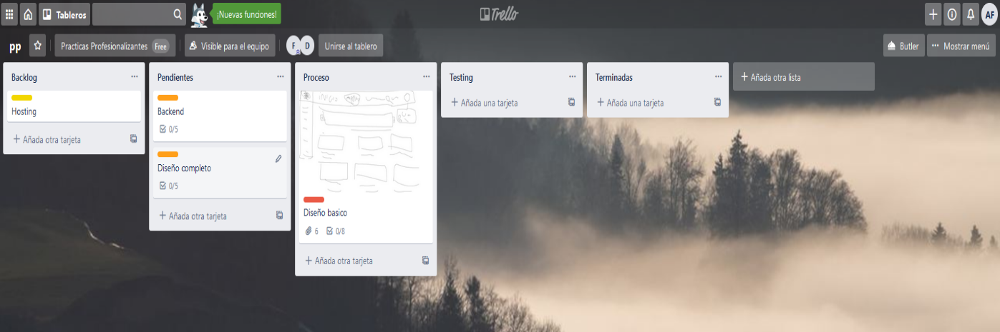 Tableros
¡Nuevas funciones!
Trello
AF
pp
Practicas Profesionalizantes Free
Visible para el equipo
F D
Unirse al tablero
Butler
Mostrar menú
Backlog
Hosting
Añada otra tarjeta
Pendientes
Backend
0/5
Diseño completo
0/5
Añada otra tarjeta
Proceso
Diseño basico
6 0/8
Añada otra tarjeta
Testing
Añada una tarjeta
Terminadas
Añada una tarjeta
Añada otra lista